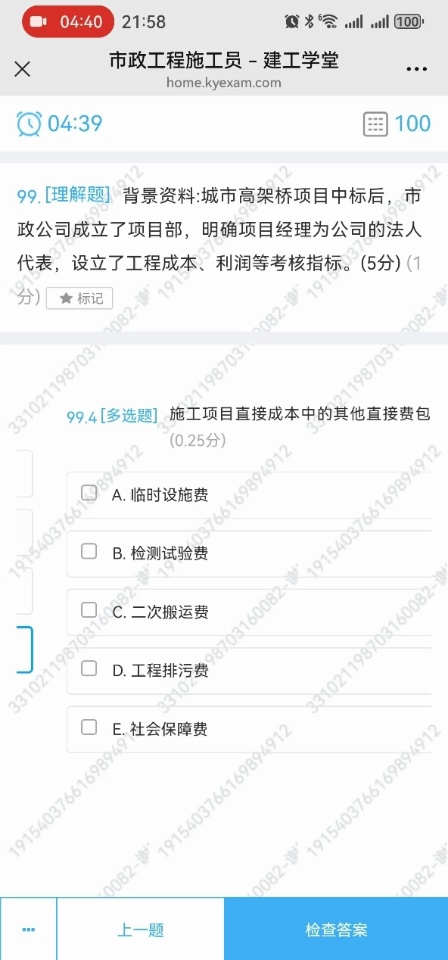 04:40 21:58 100
市政工程施工员 – 建工学堂
home.kyexam.com
04:39 100
99. [理解题] 背景资料:城市高架桥项目中标后，市
政公司成立了项目部，明确项目经理为公司的法人
代表，设立了工程成本、利润等考核指标。(5分) (1
分) ★ 标记
99.4 [多选题] 施工项目直接成本中的其他直接费包
(0.25分)
A. 临时设施费
B. 检测试验费
C. 二次搬运费
D. 工程排污费
E. 社会保障费
上一题 检查答案